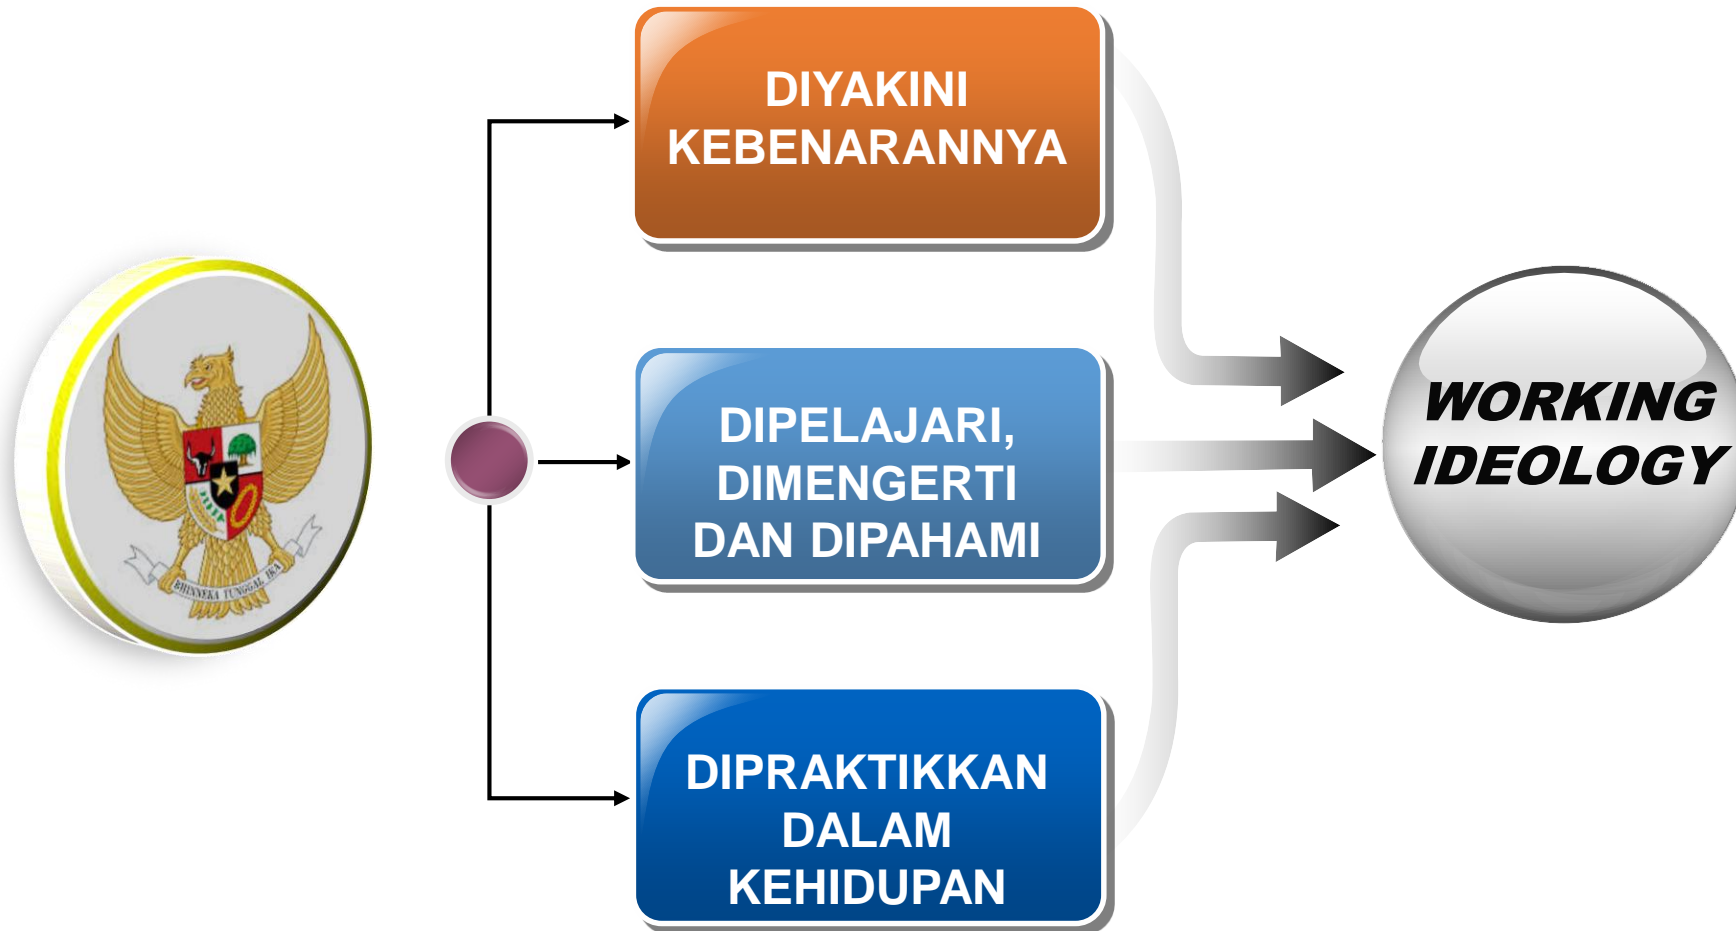 DIYAKINI
KEBENARANNYA
DIPELAJARI,
DIMENGERTI
DAN DIPAHAMI
DIPRAKTIKKAN
DALAM
KEHIDUPAN
WORKING
IDEOLOGY
BHINNEKA TUNGGAL IKA